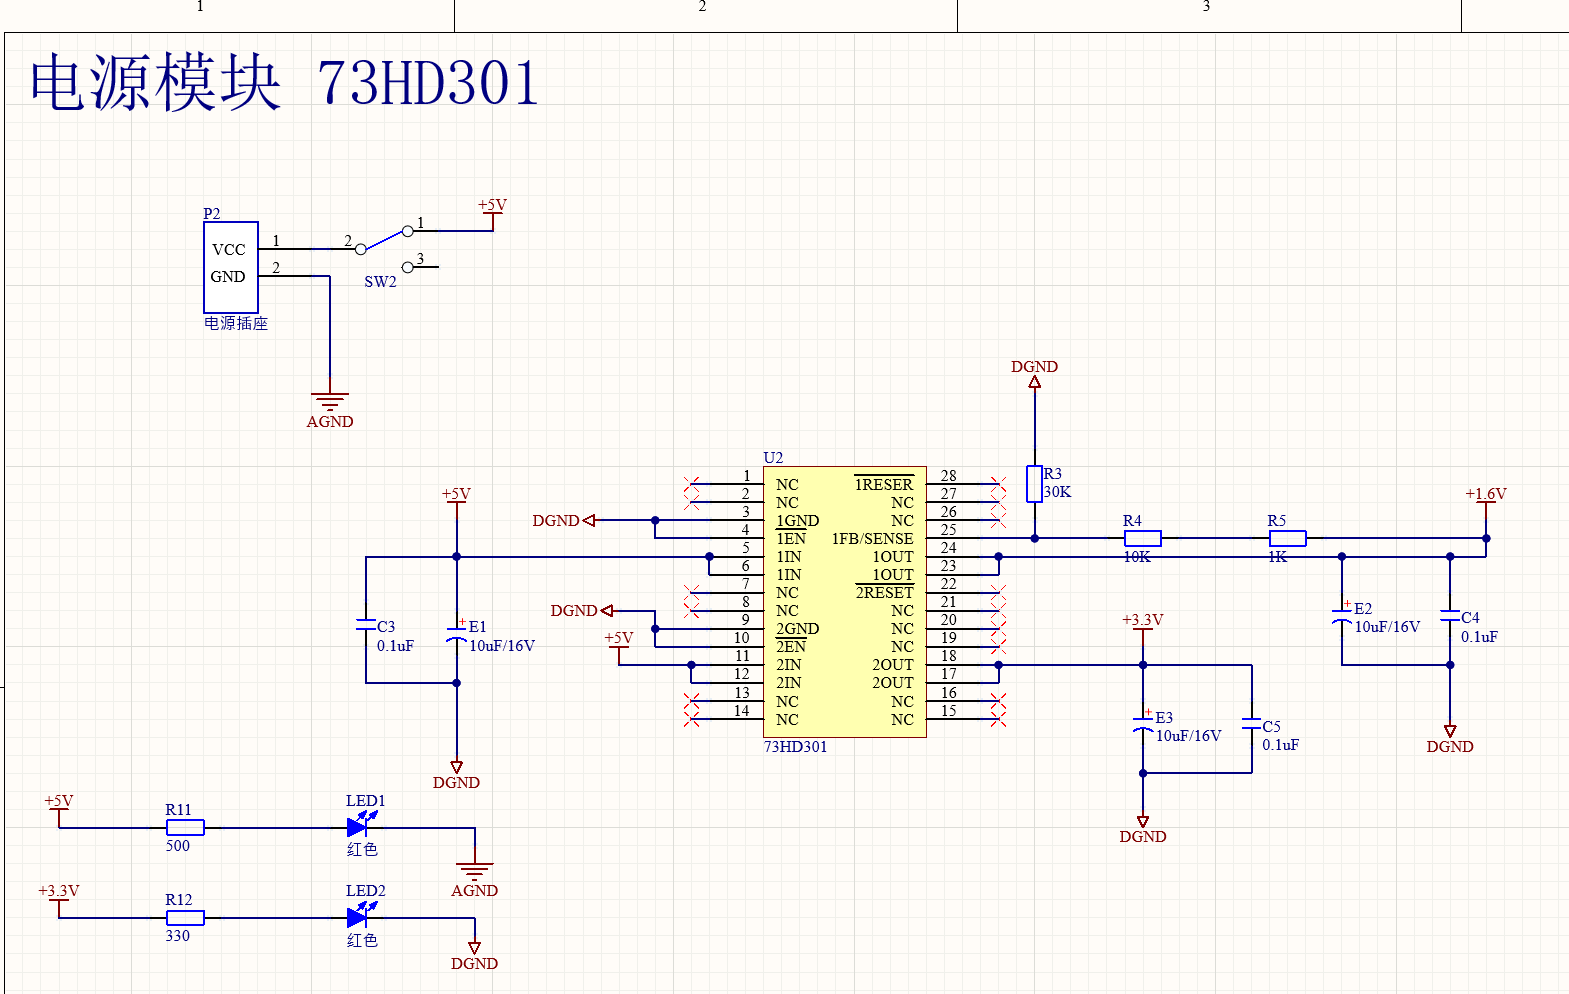 1 2 3
电源模块 73HD301
P2
VCC 1
GND 2
电源插座
2 1
3
SW2
+5V
AGND
DGND
R3
30K
+5V
C3
0.1uF
E1
10uF/16V
DGND
DGND
DGND
+5V
U2
1 NC 1RESER 28
2 NC NC 27
3 1GND NC 26
4 1EN 1FB/SENSE 25
5 1IN 1OUT 24
6 1IN 1OUT 23
7 NC 2RESET 22
8 NC NC 21
9 2GND NC 20
10 2EN NC 19
11 2IN 2OUT 18
12 2IN 2OUT 17
13 NC NC 16
14 NC NC 15
73HD301
R4
10K
R5
1K
+1.6V
E2
10uF/16V
C4
0.1uF
DGND
+3.3V
E3
10uF/16V
C5
0.1uF
DGND
+5V
R11
500
LED1
红色
AGND
+3.3V
R12
330
LED2
红色
DGND